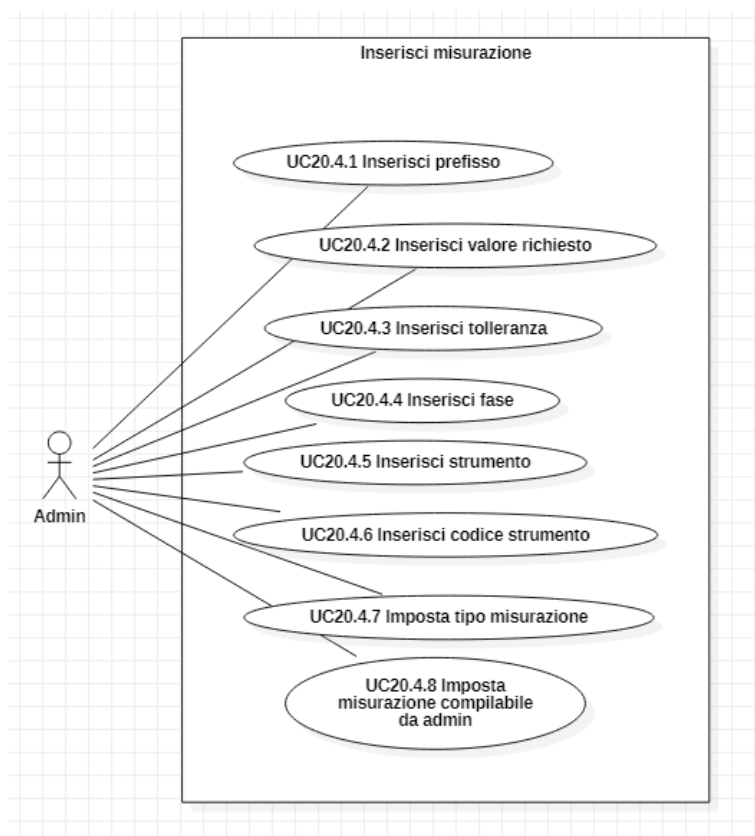 Inserisci misurazione
UC20.4.1 Inserisci prefisso
UC20.4.2 Inserisci valore richiesto
UC20.4.3 Inserisci tolleranza
UC20.4.4 Inserisci fase
UC20.4.5 Inserisci strumento
Admin
UC20.4.6 Inserisci codice strumento
UC20.4.7 Imposta tipo misurazione
UC20.4.8 Imposta
misurazione compilabile
da admin